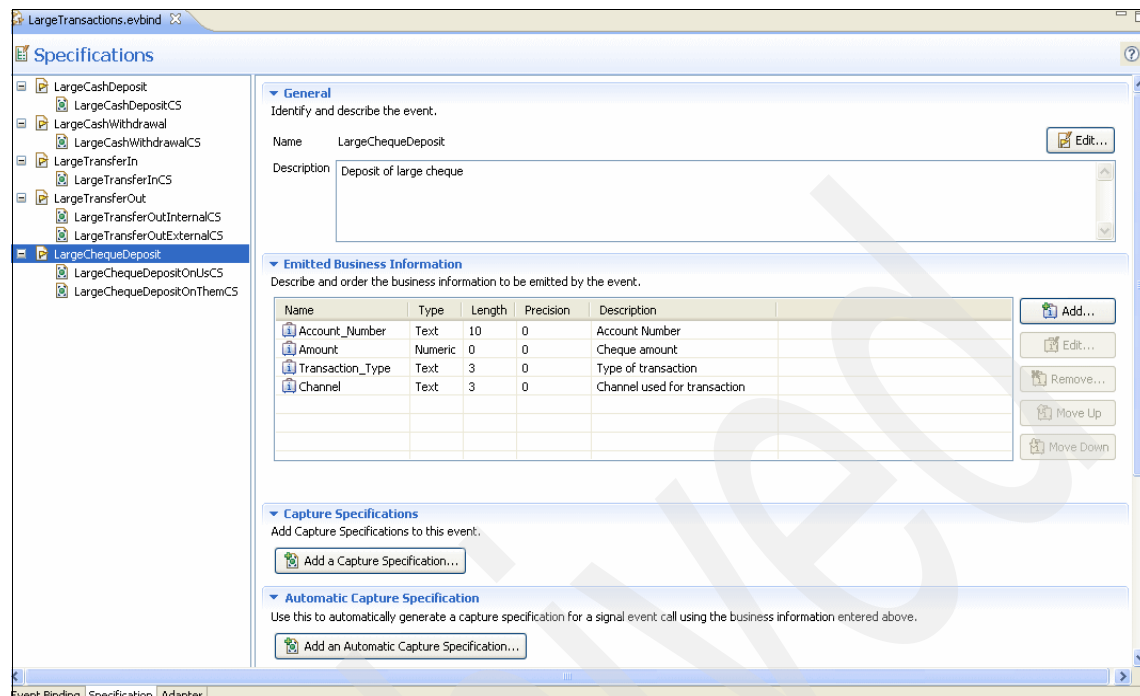 LargeTransactions.evbind
Specifications
LargeCashDeposit
LargeCashDepositCS
LargeCashWithdrawal
LargeCashWithdrawalCS
LargeTransferIn
LargeTransferInCS
LargeTransferOut
LargeTransferOutInternalCS
LargeTransferOutExternalCS
LargeChequeDeposit
LargeChequeDepositOnUsCS
LargeChequeDepositOnThemCS
General
Identify and describe the event.
Name LargeChequeDeposit Edit...
Description Deposit of large cheque
Emitted Business Information
Describe and order the business information to be emitted by the event.
Name Type Length Precision Description
Account_Number Text 10 0 Account Number
Amount Numeric 0 0 Cheque amount
Transaction_Type Text 3 0 Type of transaction
Channel Text 3 0 Channel used for transaction
Add...
Edit...
Remove...
Move Up
Move Down
Capture Specifications
Add Capture Specifications to this event.
Add a Capture Specification...
Automatic Capture Specification
Use this to automatically generate a capture specification for a signal event call using the business information entered above.
Add an Automatic Capture Specification...
Event Binding Specification Adapter